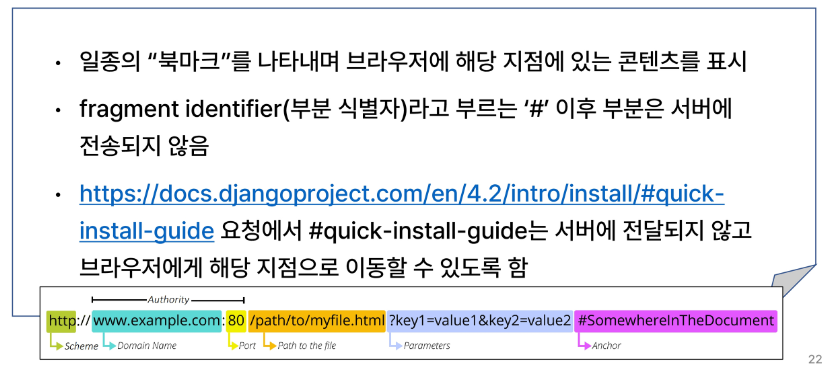 • 일종의 “북마크”를 나타내며 브라우저에 해당 지점에 있는 콘텐츠를 표시
• fragment identifier(부분 식별자)라고 부르는 ‘#’ 이후 부분은 서버에
전송되지 않음
• https://docs.djangoproject.com/en/4.2/intro/install/#quick-
install-guide 요청에서 #quick-install-guide는 서버에 전달되지 않고
브라우저에게 해당 지점으로 이동할 수 있도록 함
Authority
http://www.example.com:80/path/to/myfile.html?key1=value1&key2=value2#SomewhereInTheDocument
Scheme Domain Name Port Path to the file Parameters Anchor
22